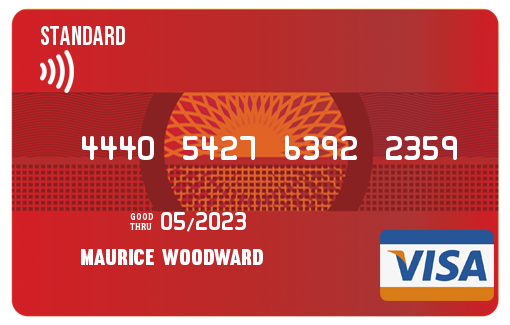 STANDARD
4440 5427 6392 2359
GOOD
THRU 05/2023
MAURICE WOODWARD
VISA